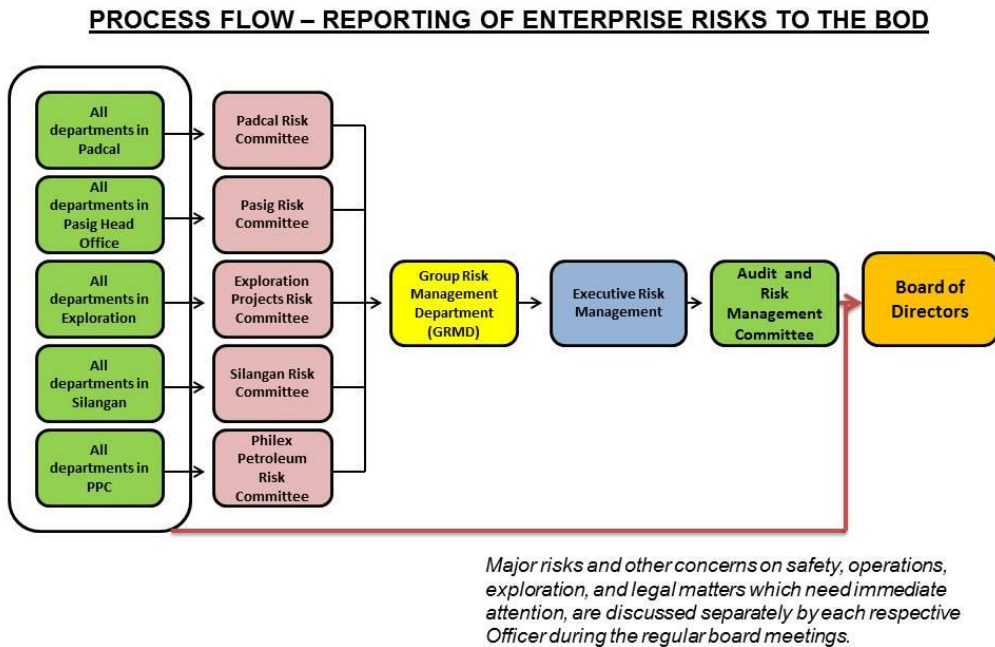 PROCESS FLOW – REPORTING OF ENTERPRISE RISKS TO THE BOD
All
departments in
Padcal
Padcal Risk
Committee
All
departments in
Pasig Head
Office
Pasig Risk
Committee
All
departments in
Exploration
Exploration
Projects Risk
Committee
All
departments in
Silangan
Silangan Risk
Committee
All
departments in
PPC
Philex
Petroleum
Risk
Committee
Group Risk
Management
Department
(GRMD)
Executive Risk
Management
Audit and
Risk
Management
Committee
Board of
Directors
Major risks and other concerns on safety, operations,
exploration, and legal matters which need immediate
attention, are discussed separately by each respective
Officer during the regular board meetings.